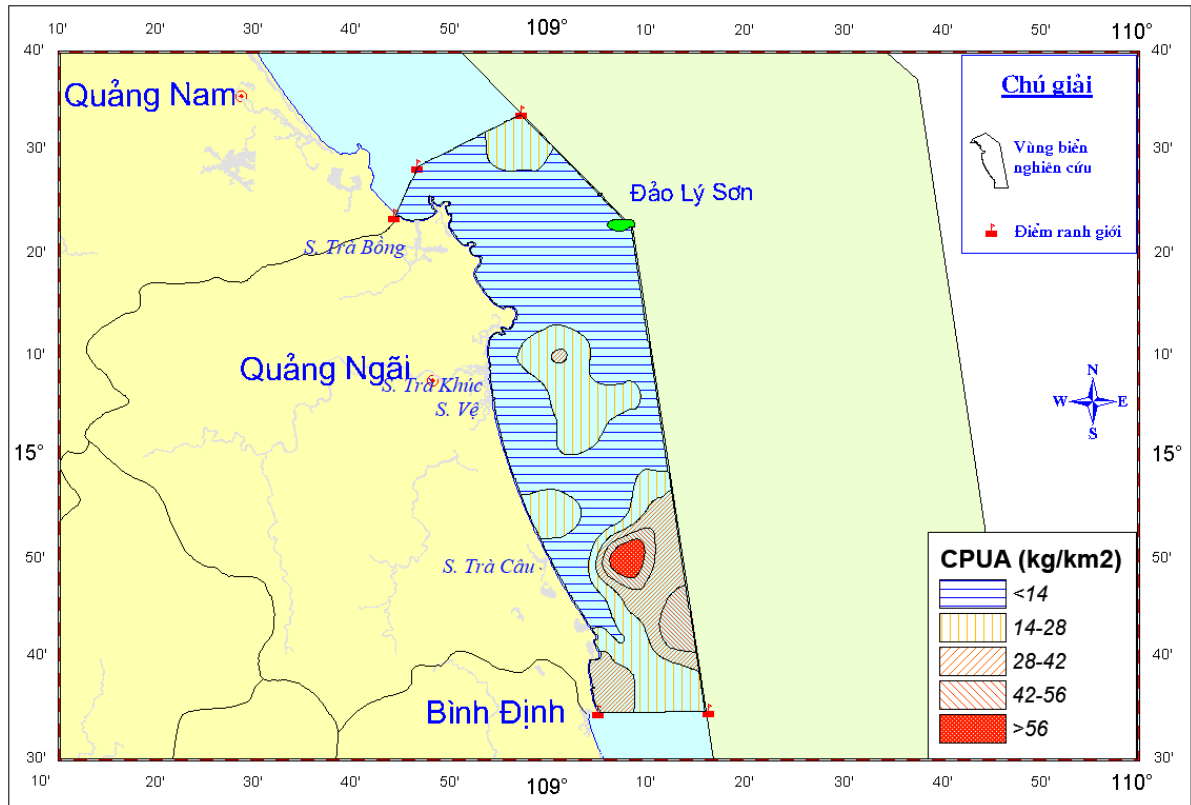 10' 20' 30' 40' 50' 109° 10' 20' 30' 40' 50' 110°
40' 40'
Quảng Nam
Chú giải
Vùng biển
nghiên cứu
30' 30'
Đảo Lý Sơn
Điểm ranh giới
S. Trà Bồng
20' 20'
10' 10'
Quảng Ngãi
S. Trà Khúc
S. Vệ
N
W E
S
15° 15°
CPUA (kg/km2)
50' 50'
S. Trà Câu
<14
14-28
40' 40'
28-42
42-56
Bình Định
>56
30' 30'
10' 20' 30' 40' 50' 109° 10' 20' 30' 40' 50' 110°